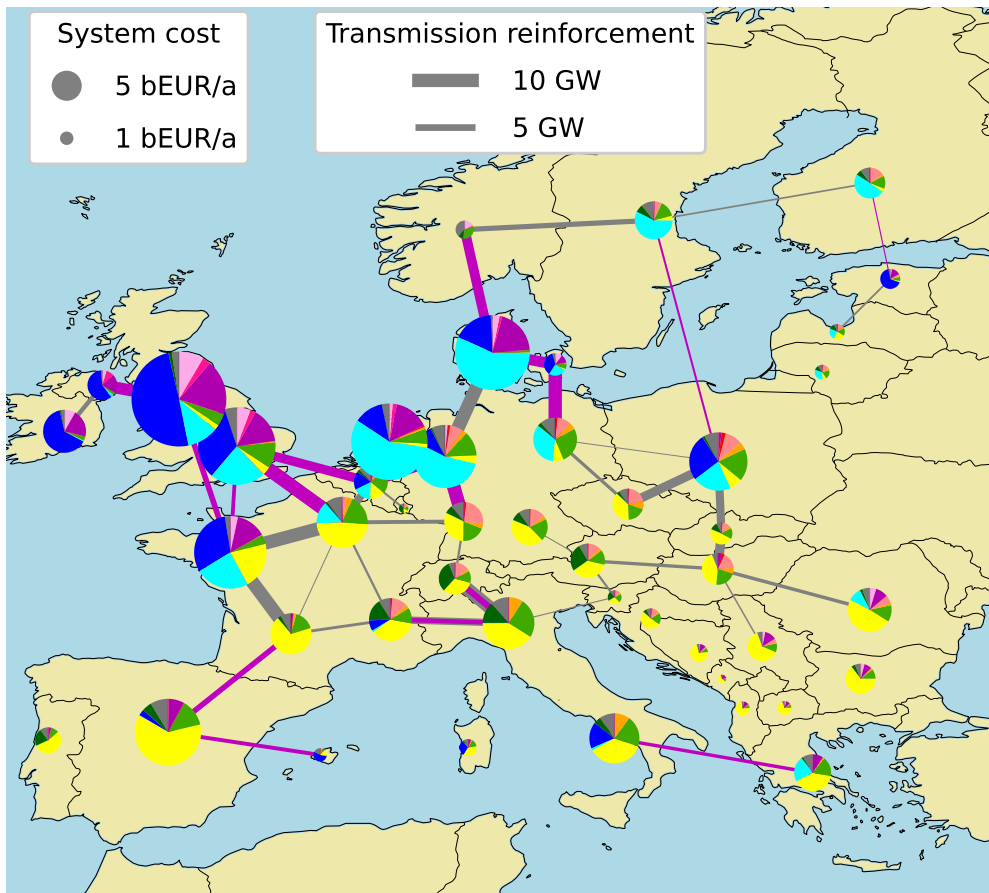 System cost
5 bEUR/a
1 bEUR/a
Transmission reinforcement
10 GW
5 GW